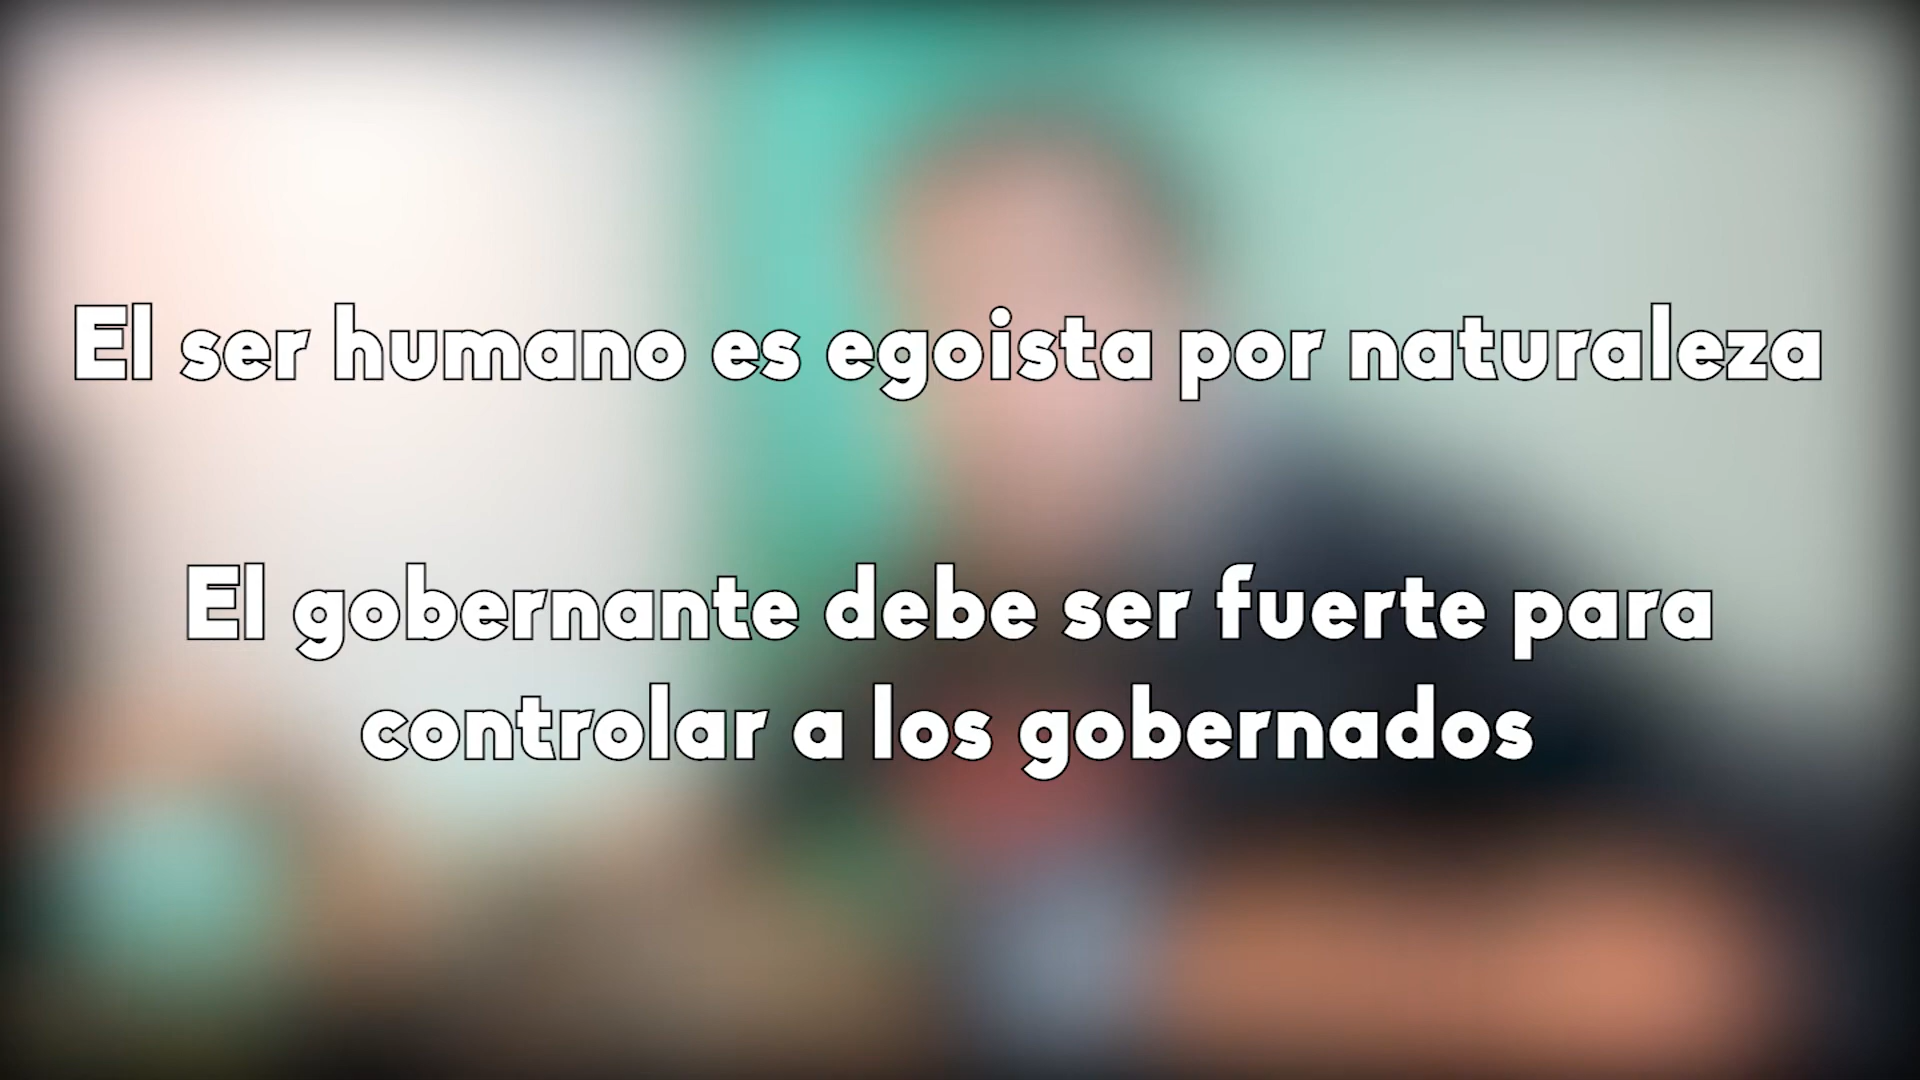 El ser humano es egoista por naturaleza
El gobernante debe ser fuerte para
controlar a los gobernados